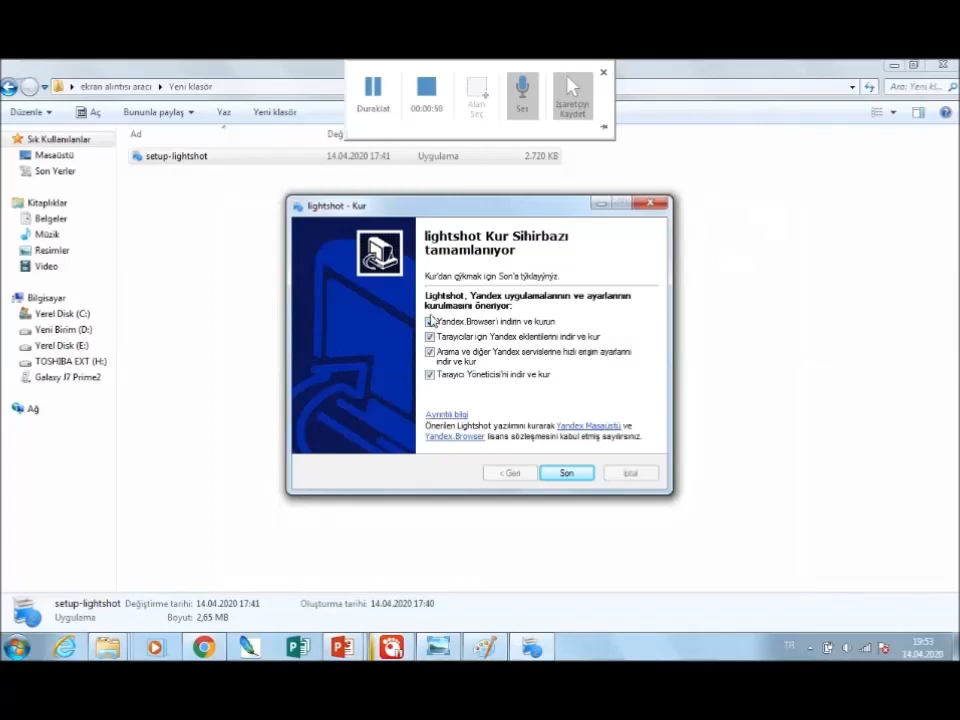 Duraklat
00:00:50
Alan
Seç
Ses
İşaretçiyi
Kaydet
ekran alıntısı aracı
Yeni klasör
Ara: Yeni kl...
Düzenle
Aç
Bununla paylaş
Yaz
Yeni klasör
Sık Kullanılanlar
Masaüstü
Son Yerler
Kitaplıklar
Belgeler
Müzik
Resimler
Video
Bilgisayar
Yerel Disk (C:)
Yeni Birim (D:)
Yerel Disk (E:)
TOSHIBA EXT (H:)
Galaxy J7 Prime2
Ağ
Ad
Değ
setup-lightshot
14.04.2020 17:41
Uygulama
2.720 KB
lightshot - Kur
lightshot Kur Sihirbazı
tamamlanıyor
Kur'dan çýkmak için Son'a týklayýnýz.
Lightshot, Yandex uygulamalarının ve ayarlarının
kurulmasını öneriyor:
Yandex.Browser'ı indirin ve kurun
Tarayıcılar için Yandex eklentilerini indir ve kur
Arama ve diğer Yandex servislerine hızlı erişim ayarlarını
indir ve kur
Tarayıcı Yöneticisi'ni indir ve kur
Ayrıntılı bilgi
Önerilen Lightshot yazılımını kurarak Yandex Masaüstü ve
Yandex.Browser lisans sözleşmesini kabul etmiş sayılırsınız.
< Geri
Son
İptal
setup-lightshot Değiştirme tarihi: 14.04.2020 17:41
Oluşturma tarihi: 14.04.2020 17:40
Uygulama
Boyut: 2,65 MB
TR
19:53
14.04.2020